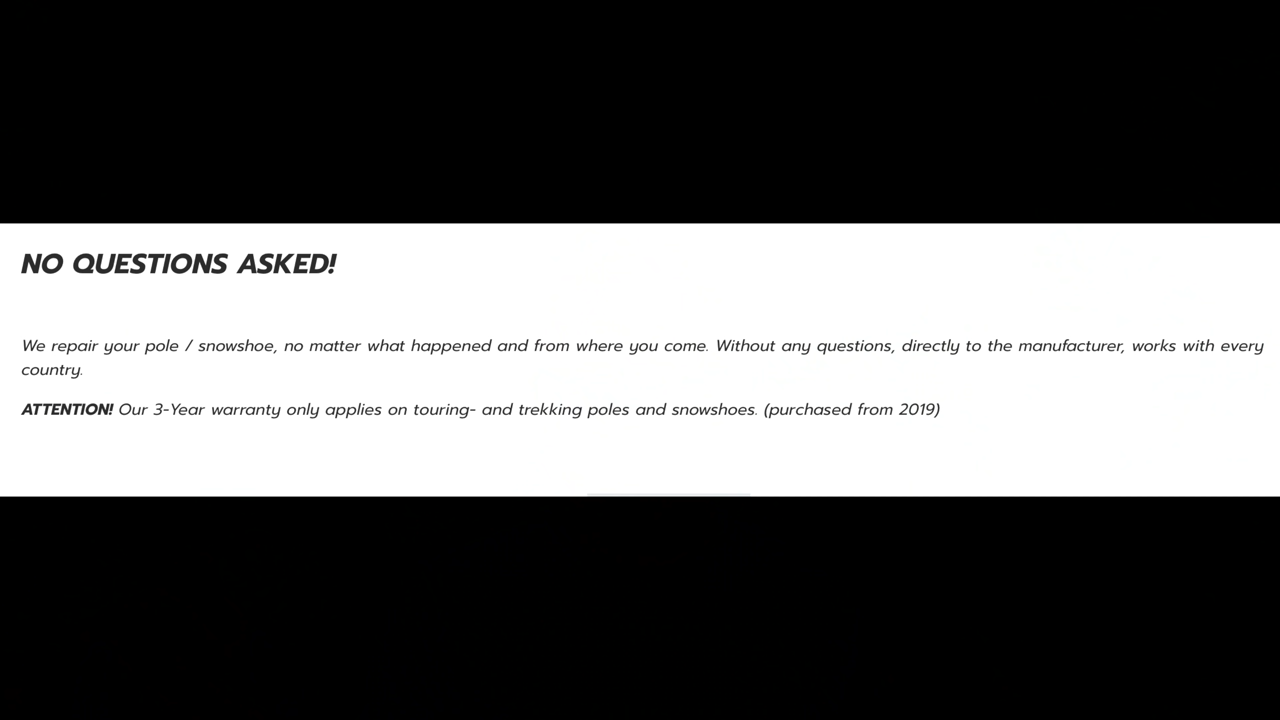 NO QUESTIONS ASKED!
We repair your pole / snowshoe, no matter what happened and from where you come. Without any questions, directly to the manufacturer, works with every
country.
ATTENTION! Our 3-Year warranty only applies on touring- and trekking poles and snowshoes. (purchased from 2019)